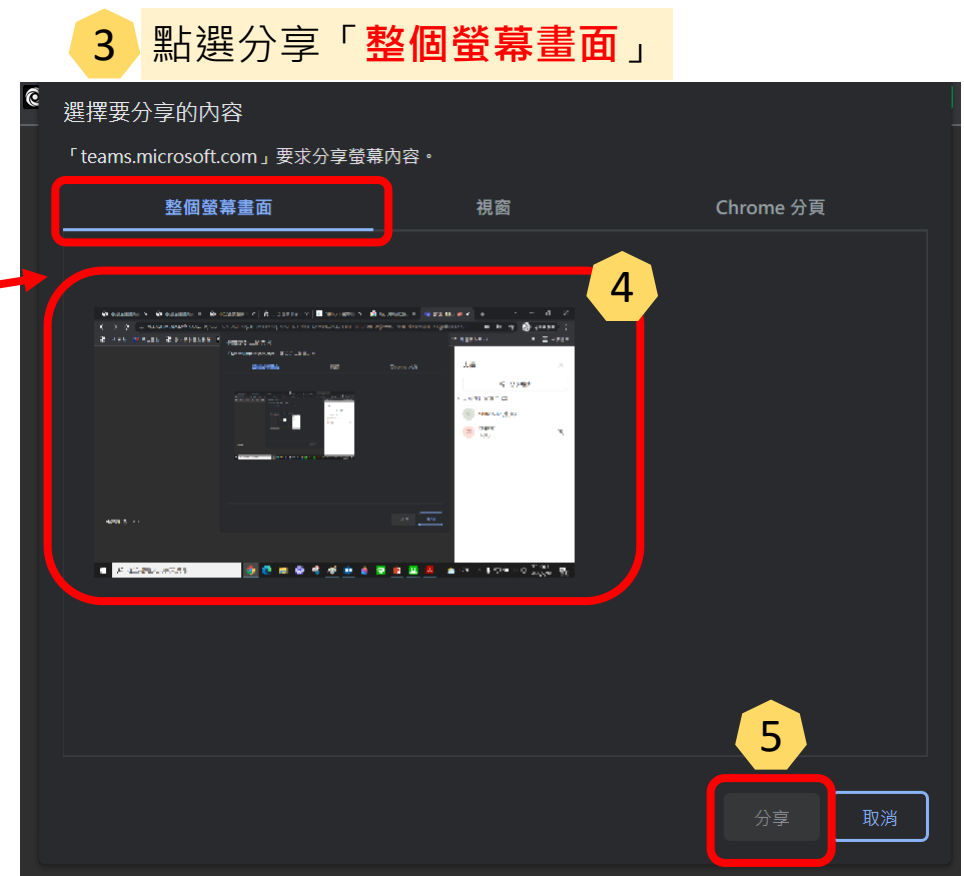 3 點選分享「整個螢幕畫面」
選擇要分享的內容
「teams.microsoft.com」要求分享螢幕內容。
整個螢幕畫面 視窗 Chrome 分頁
4
5
分享 取消